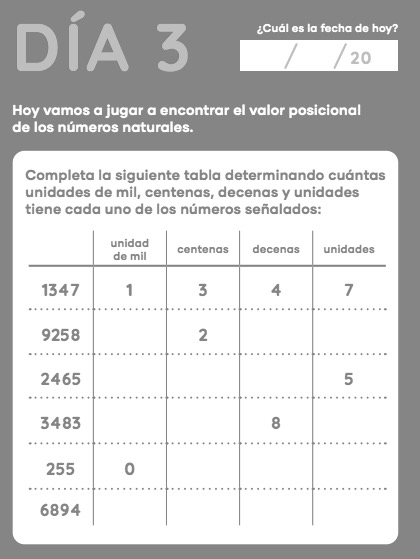 DÍA 3
¿Cuál es la fecha de hoy?
/ / 20
Hoy vamos a jugar a encontrar el valor posicional
de los números naturales.
Completa la siguiente tabla determinando cuántas
unidades de mil, centenas, decenas y unidades
tiene cada uno de los números señalados:
unidad
de mil centenas decenas unidades
1347 1 3 4 7
9258 2
2465 5
3483 8
255 0
6894